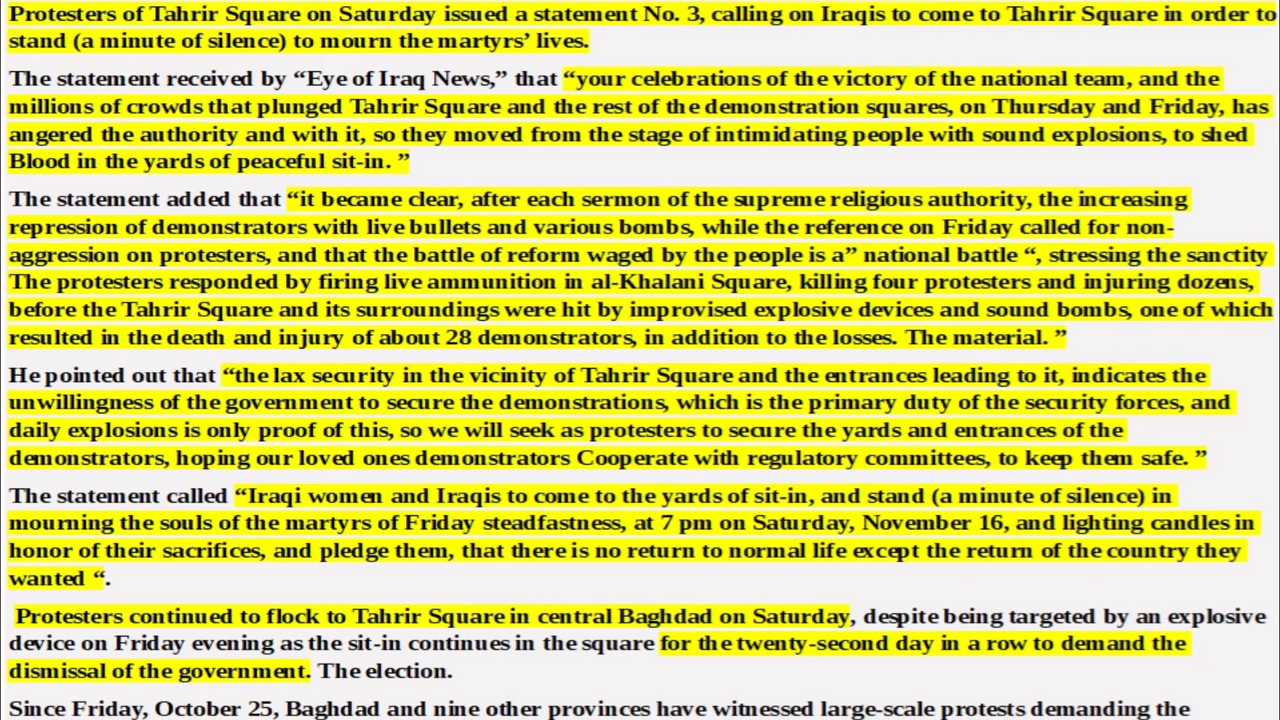 Protesters of Tahrir Square on Saturday issued a statement No. 3, calling on Iraqis to come to Tahrir Square in order to
stand (a minute of silence) to mourn the martyrs’ lives.
The statement received by “Eye of Iraq News,” that “your celebrations of the victory of the national team, and the
millions of crowds that plunged Tahrir Square and the rest of the demonstration squares, on Thursday and Friday, has
angered the authority and with it, so they moved from the stage of intimidating people with sound explosions, to shed
Blood in the yards of peaceful sit-in. ”
The statement added that “it became clear, after each sermon of the supreme religious authority, the increasing
repression of demonstrators with live bullets and various bombs, while the reference on Friday called for non-
aggression on protesters, and that the battle of reform waged by the people is a” national battle “, stressing the sanctity
The protesters responded by firing live ammunition in al-Khalani Square, killing four protesters and injuring dozens,
before the Tahrir Square and its surroundings were hit by improvised explosive devices and sound bombs, one of which
resulted in the death and injury of about 28 demonstrators, in addition to the losses. The material. ”
He pointed out that “the lax security in the vicinity of Tahrir Square and the entrances leading to it, indicates the
unwillingness of the government to secure the demonstrations, which is the primary duty of the security forces, and
daily explosions is only proof of this, so we will seek as protesters to secure the yards and entrances of the
demonstrators, hoping our loved ones demonstrators Cooperate with regulatory committees, to keep them safe. ”
The statement called “Iraqi women and Iraqis to come to the yards of sit-in, and stand (a minute of silence) in
mourning the souls of the martyrs of Friday steadfastness, at 7 pm on Saturday, November 16, and lighting candles in
honor of their sacrifices, and pledge them, that there is no return to normal life except the return of the country they
wanted “.
Protesters continued to flock to Tahrir Square in central Baghdad on Saturday, despite being targeted by an explosive
device on Friday evening as the sit-in continues in the square for the twenty-second day in a row to demand the
dismissal of the government. The election.
Since Friday, October 25, Baghdad and nine other provinces have witnessed large-scale protests demanding the